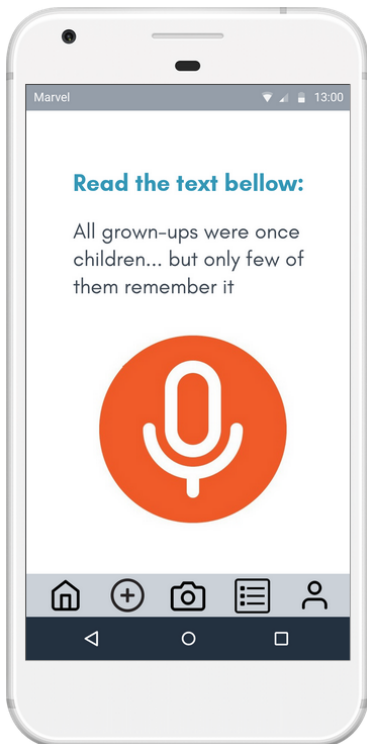 Marvel
13:00
Read the text bellow:
All grown-ups were once
children... but only few of
them remember it